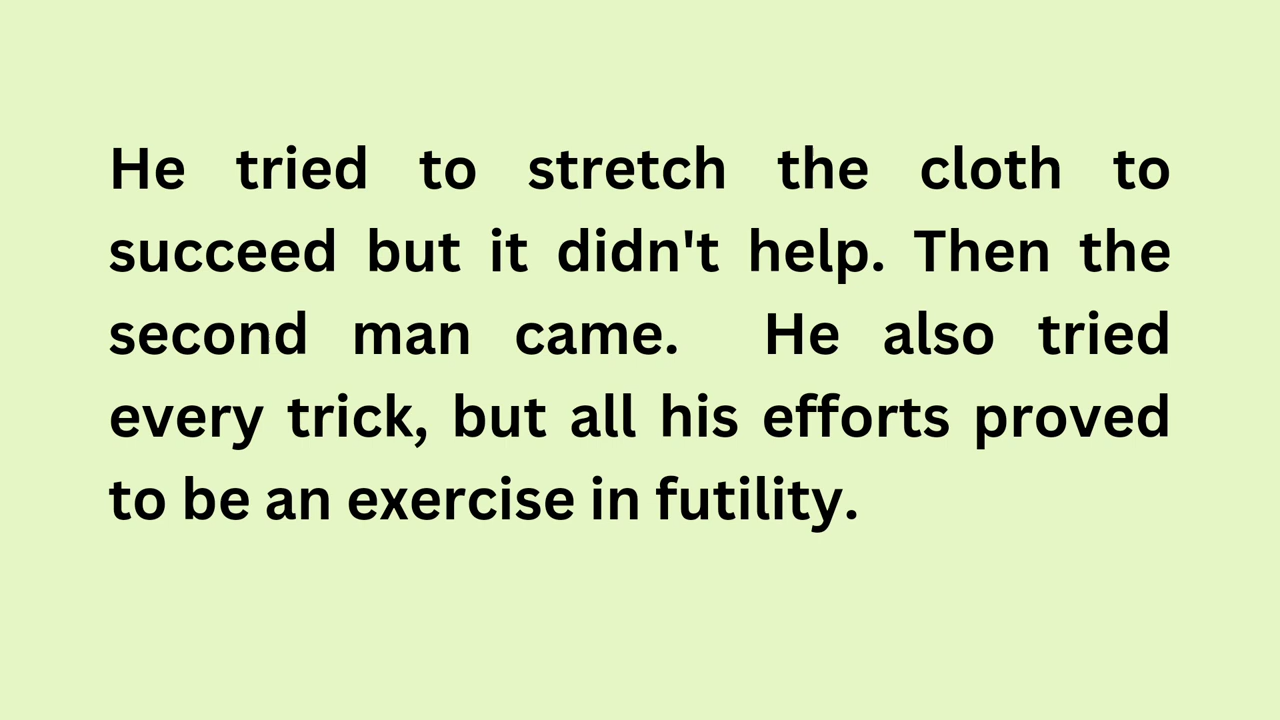 He tried to stretch the cloth to
succeed but it didn't help. Then the
second man came.  He also tried
every trick, but all his efforts proved
to be an exercise in futility.